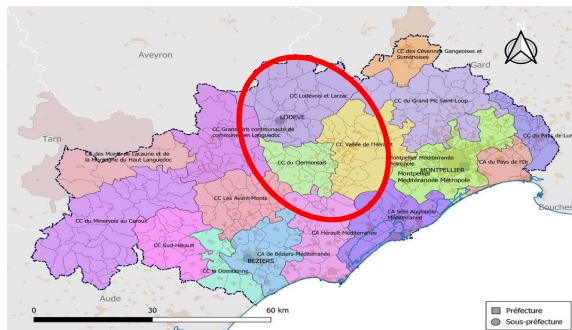 N
Aveyron
Gard
Tarn
Aude
Bouches
CC des Cévennes Gangeoises et
Suménoises
CC Lodévois et Larzac
LODEVE
CC du Grand Pic Saint-Loup
CC Grand Orb communauté de
communes en Languedoc
CC des Monts de Lacaune et de
la Montagne du Haut Languedoc
CC Vallée de l'Hérault
CC du Clermontais
Montpellier Méditerranée
Métropole
MONTPELLIER
Montpellier
Méditerranée Métropole
CC du Pays de Lun
CA du Pays de l'Or
CC Les Avant-Monts
CC du Minervois au Caroux
CA Sète Agglopôle
Méditerranée
CC Sud-Hérault
CA Hérault-Méditerranée
CA de Béziers-Méditerranée
BEZIERS
CC la Domitienne
0 30 60 km
Préfecture
Sous-préfecture